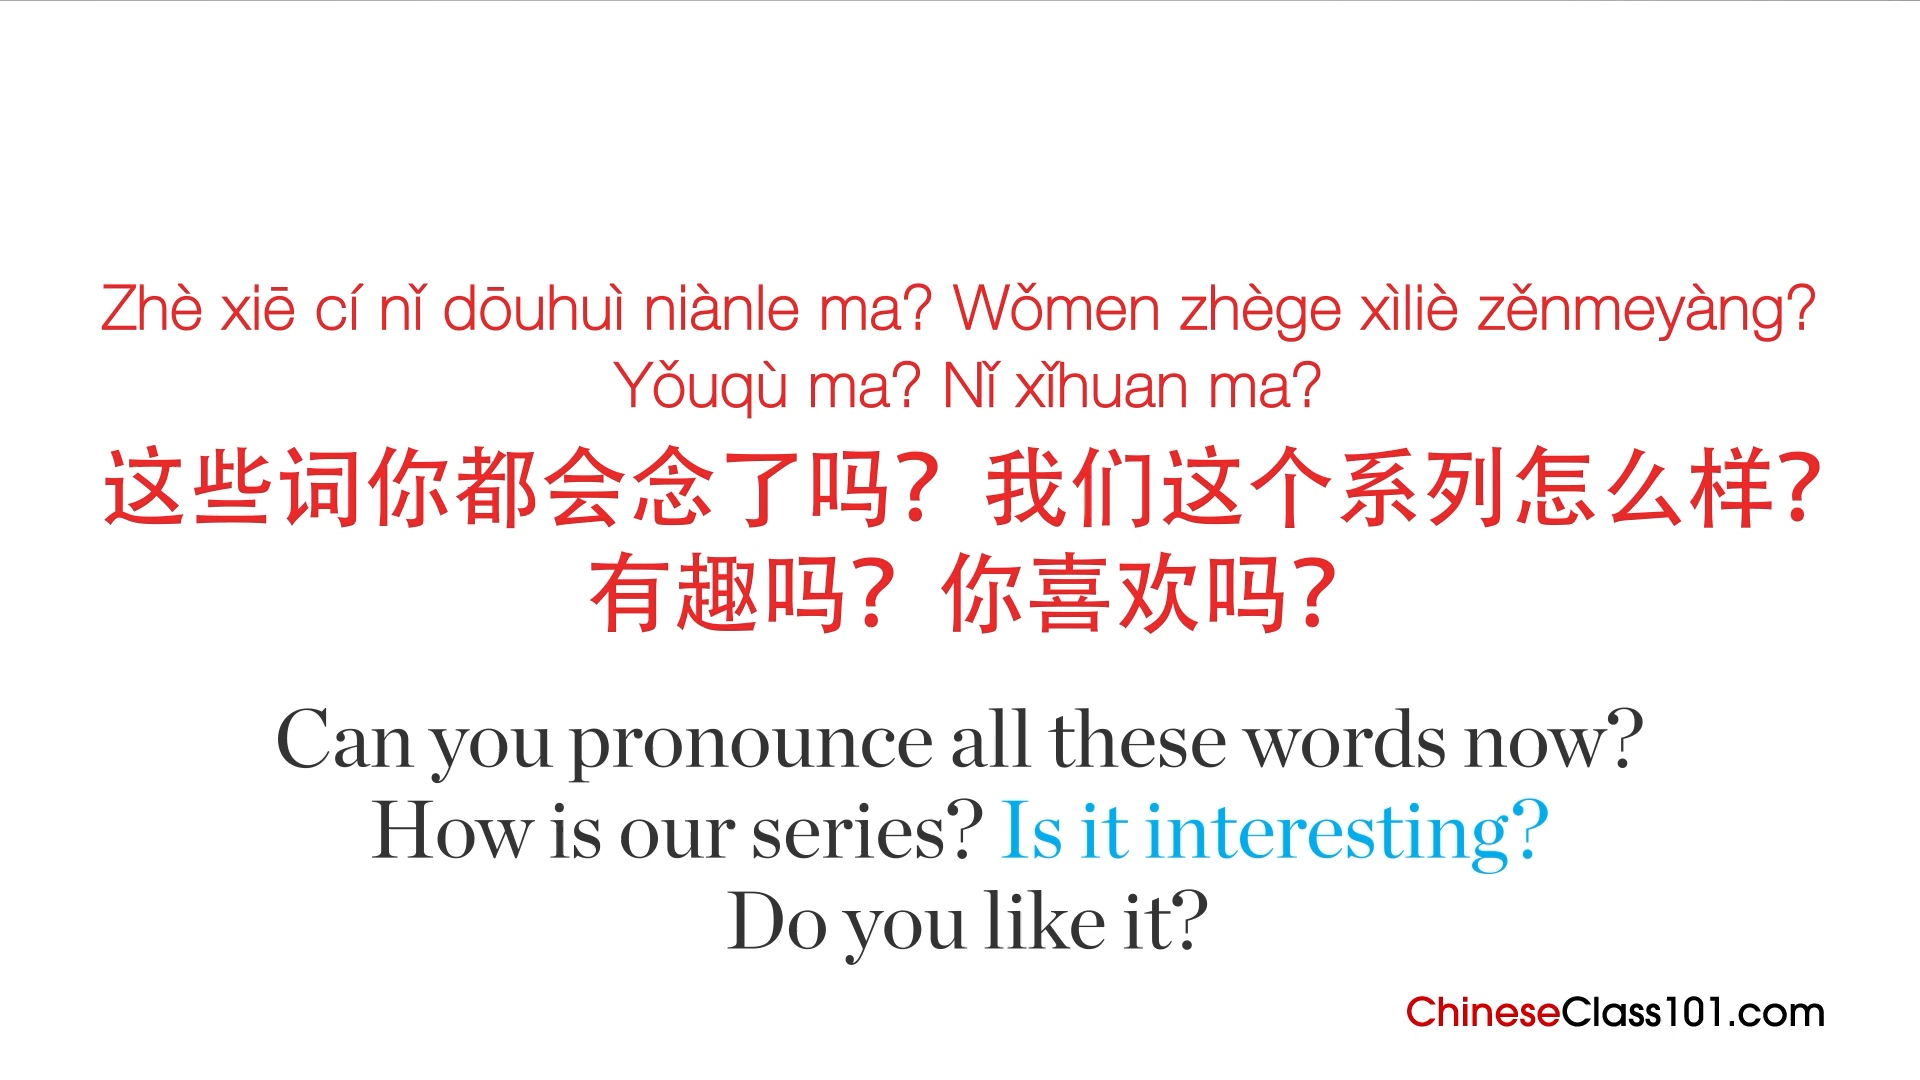 Zhè xiē cí nǐ dōuhuì niànle ma? Wǒmen zhège xìliè zěnmeyàng?
Yǒuqù ma? Nǐ xǐhuan ma?
这些词你都会念了吗？我们这个系列怎么样？
有趣吗？你喜欢吗？
Can you pronounce all these words now?
How is our series? Is it interesting?
Do you like it?
ChineseClass101.com